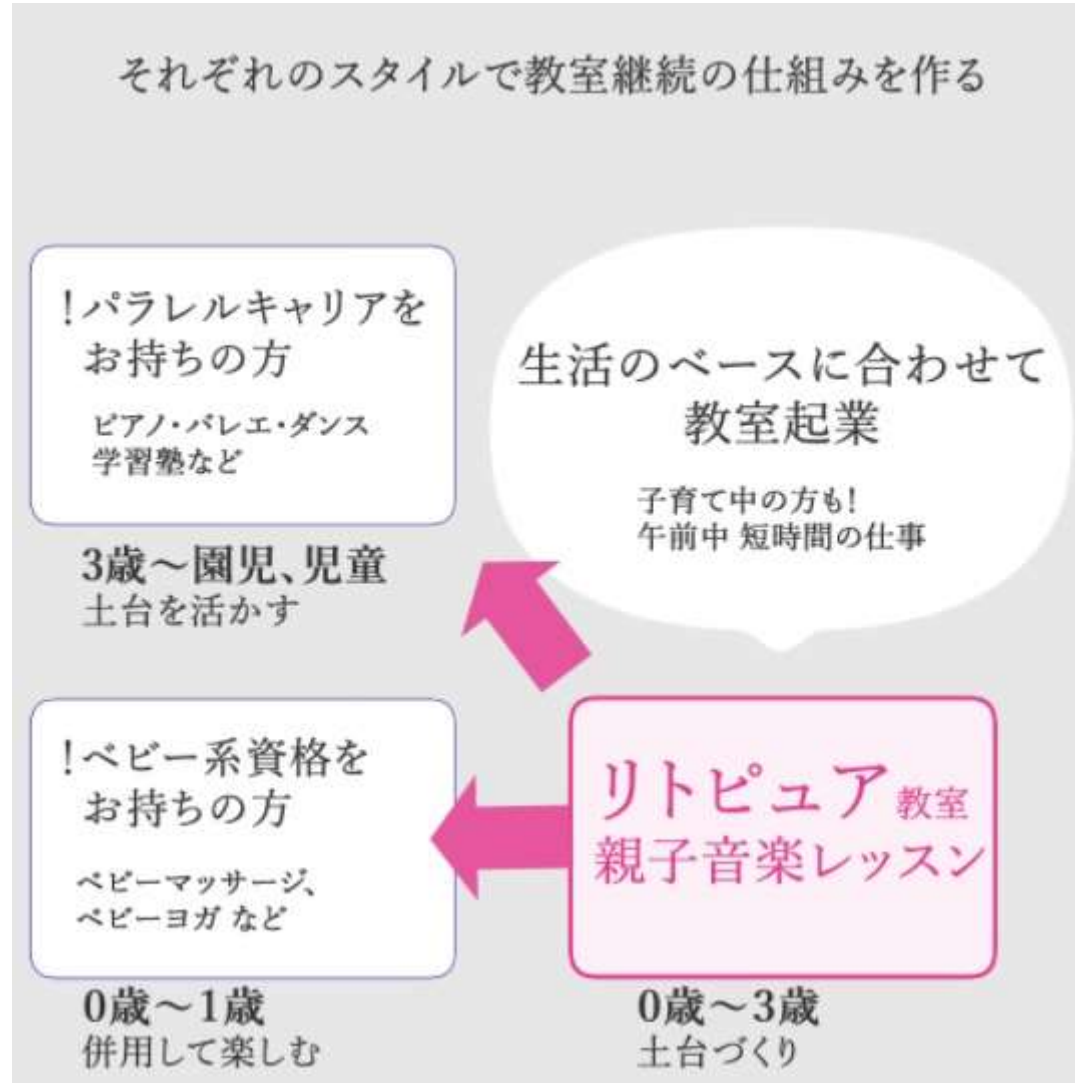 それぞれのスタイルで教室継続の仕組みを作る
！パラレルキャリアを
お持ちの方
ピアノ・バレエ・ダンス
学習塾など
3歳〜園児、児童
土台を活かす
生活のベースに合わせて
教室起業
子育て中の方も！
午前中 短時間の仕事
！ベビー系資格を
お持ちの方
ベビーマッサージ、
ベビーヨガ など
0歳〜1歳
併用して楽しむ
リトピュア 教室
親子音楽レッスン
0歳〜3歳
土台づくり